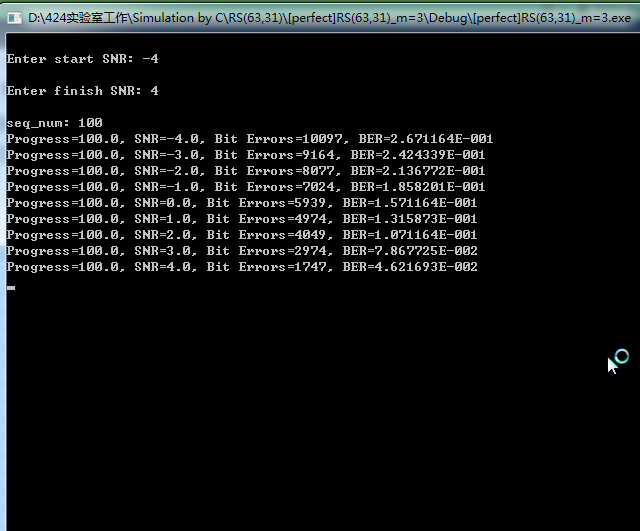 D:\424实验室工作\Simulation by C\RS(63,31)\[perfect]RS(63,31)_m=3\Debug\[perfect]RS(63,31)_m=3.exe
Enter start SNR: -4
Enter finish SNR: 4
seq_num: 100
Progress=100.0, SNR=-4.0, Bit Errors=10097, BER=2.671164E-001
Progress=100.0, SNR=-3.0, Bit Errors=9164, BER=2.424339E-001
Progress=100.0, SNR=-2.0, Bit Errors=8077, BER=2.136772E-001
Progress=100.0, SNR=-1.0, Bit Errors=7024, BER=1.858201E-001
Progress=100.0, SNR=0.0, Bit Errors=5939, BER=1.571164E-001
Progress=100.0, SNR=1.0, Bit Errors=4974, BER=1.315873E-001
Progress=100.0, SNR=2.0, Bit Errors=4049, BER=1.071164E-001
Progress=100.0, SNR=3.0, Bit Errors=2974, BER=7.867725E-002
Progress=100.0, SNR=4.0, Bit Errors=1747, BER=4.621693E-002